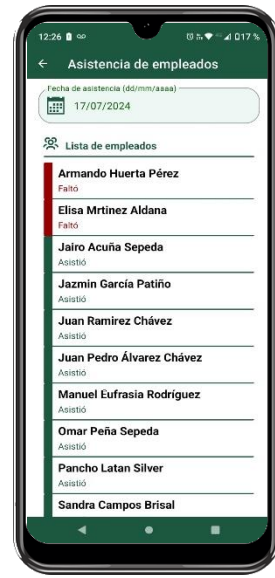 12:26
17 %
Asistencia de empleados
Fecha de asistencia (dd/mm/aaaa)
17/07/2024
Lista de empleados
Armando Huerta Pérez
Faltó
Elisa Mrtinez Aldana
Faltó
Jairo Acuña Sepeda
Asistió
Jazmin García Patiño
Asistió
Juan Ramirez Chávez
Asistió
Juan Pedro Álvarez Chávez
Asistió
Manuel Eufrasia Rodríguez
Asistió
Omar Peña Sepeda
Asistió
Pancho Latan Silver
Asistió
Sandra Campos Brisal